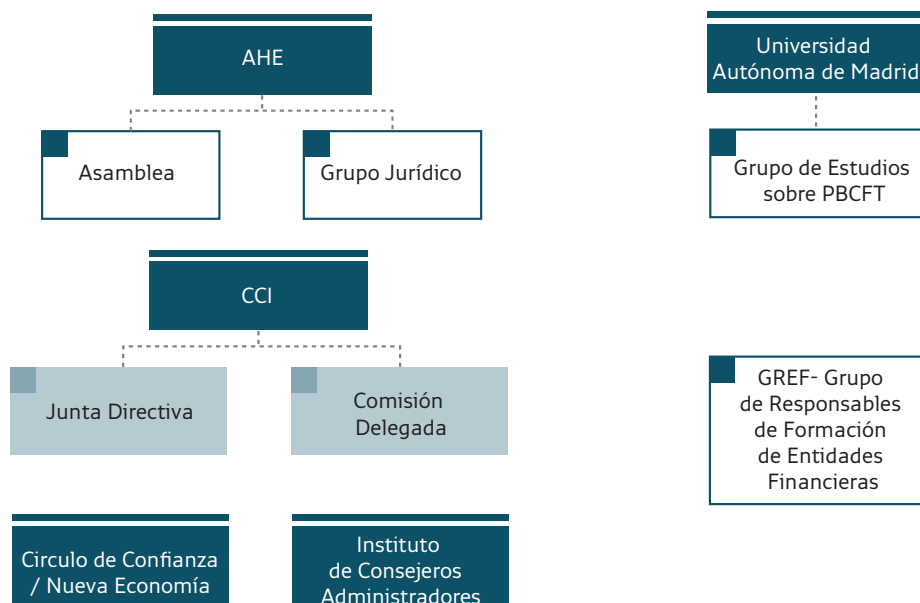 AHE
Asamblea
Grupo Jurídico
CCI
Junta Directiva
Comisión
Delegada
Circulo de Confianza
/ Nueva Economía
Instituto
de Consejeros
Administradores
Universidad
Autónoma de Madrid
Grupo de Estudios
sobre PBCFT
GREF- Grupo
de Responsables
de Formación
de Entidades
Financieras